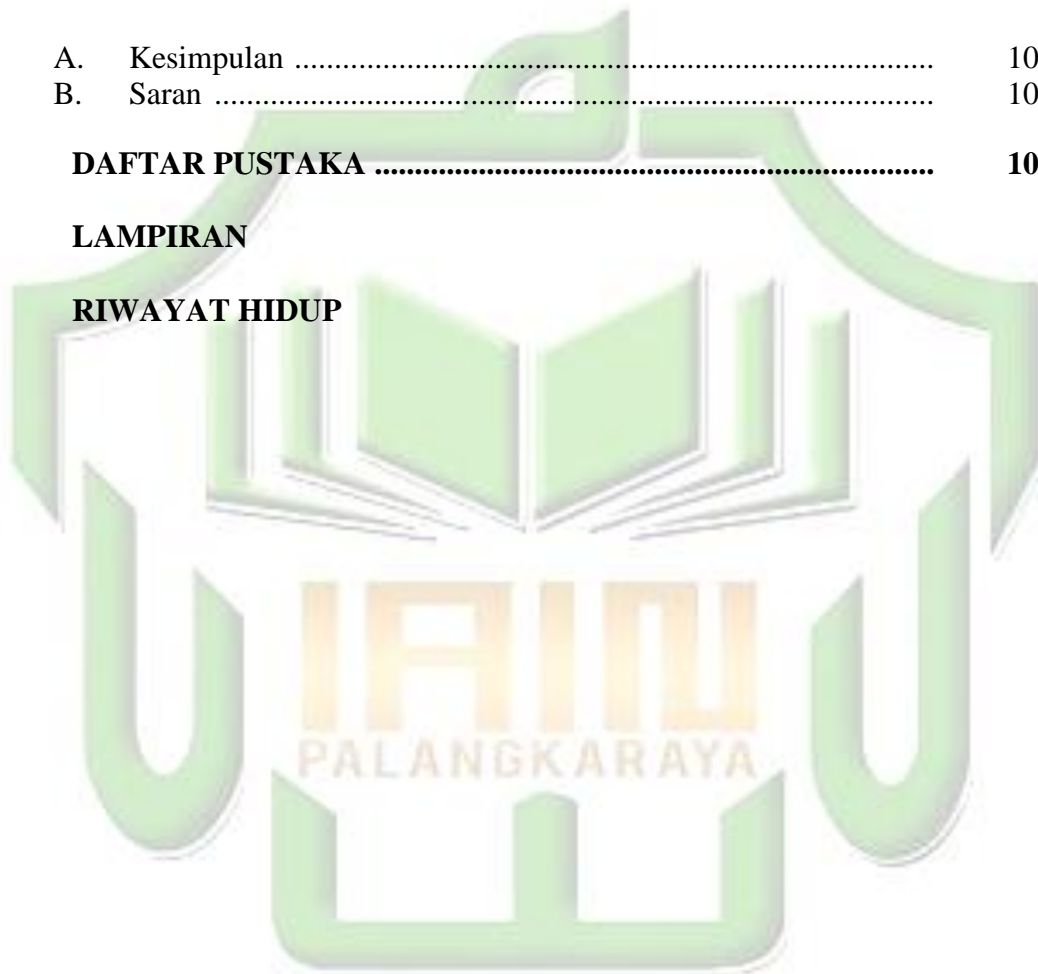 A. Kesimpulan ........................................................................... 10
B. Saran .................................................................................... 10
DAFTAR PUSTAKA ................................................................. 10
LAMPIRAN
RIWAYAT HIDUP
IAIN
PALANGKARAYA